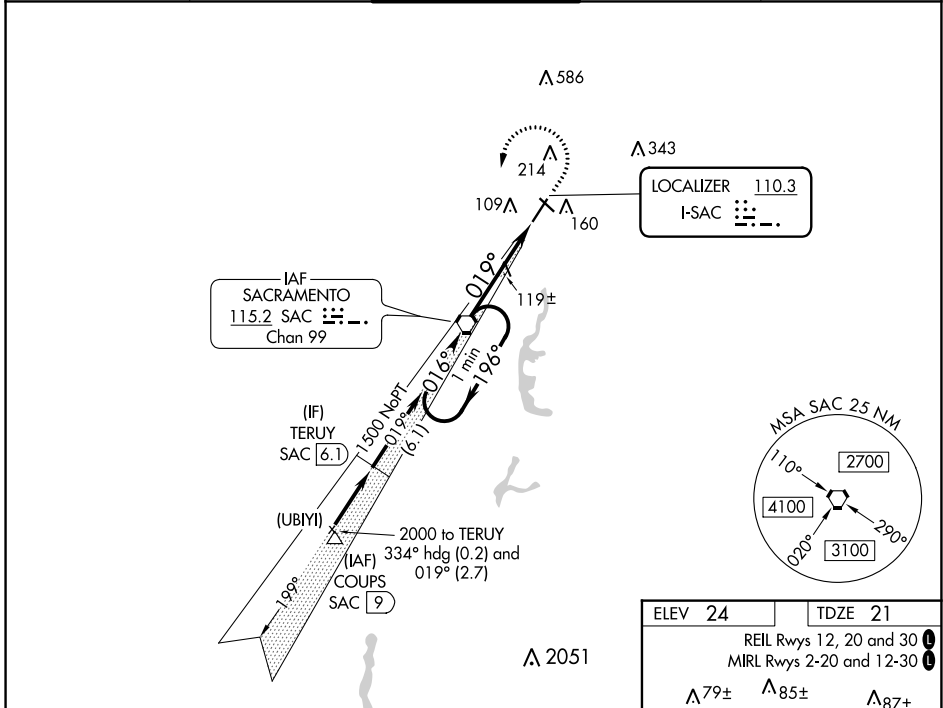 586
214
343
109
160
LOCALIZER 110.3
I-SAC
019°
119±
IAF
SACRAMENTO
115.2 SAC
Chan 99
016°
1 min
196°
1500 NoPT
019°
(6.1)
(IF)
TERUY
SAC 6.1
(UBIYI)
2000 to TERUY
334° hdg (0.2) and
019° (2.7)
(IAF)
COUPS
SAC 9
199°
MSA SAC 25 NM
110°
2700
4100
290°
020°
3100
2051
ELEV 24 TDZE 21
REIL Rwys 12, 20 and 30 L
MIRL Rwys 2-20 and 12-30 L
79± 85± 87±